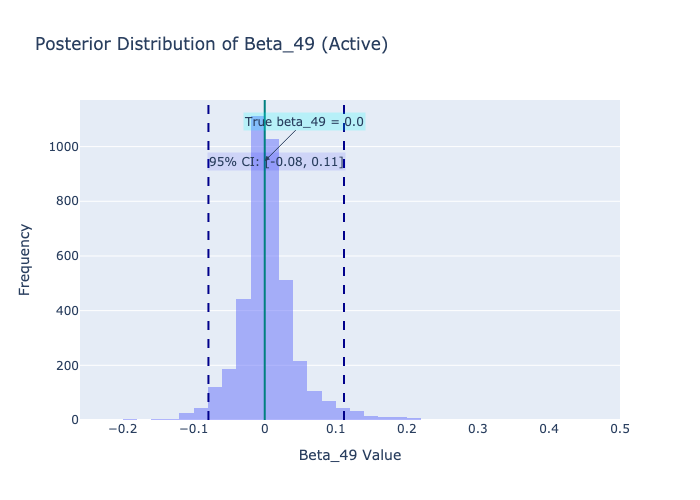 Posterior Distribution of Beta_49 (Active)
True beta_49 = 0.0
95% CI: [-0.08, 0.11]
Frequency
1000
800
600
400
200
0
−0.2
−0.1
0
0.1
0.2
0.3
0.4
0.5
Beta_49 Value